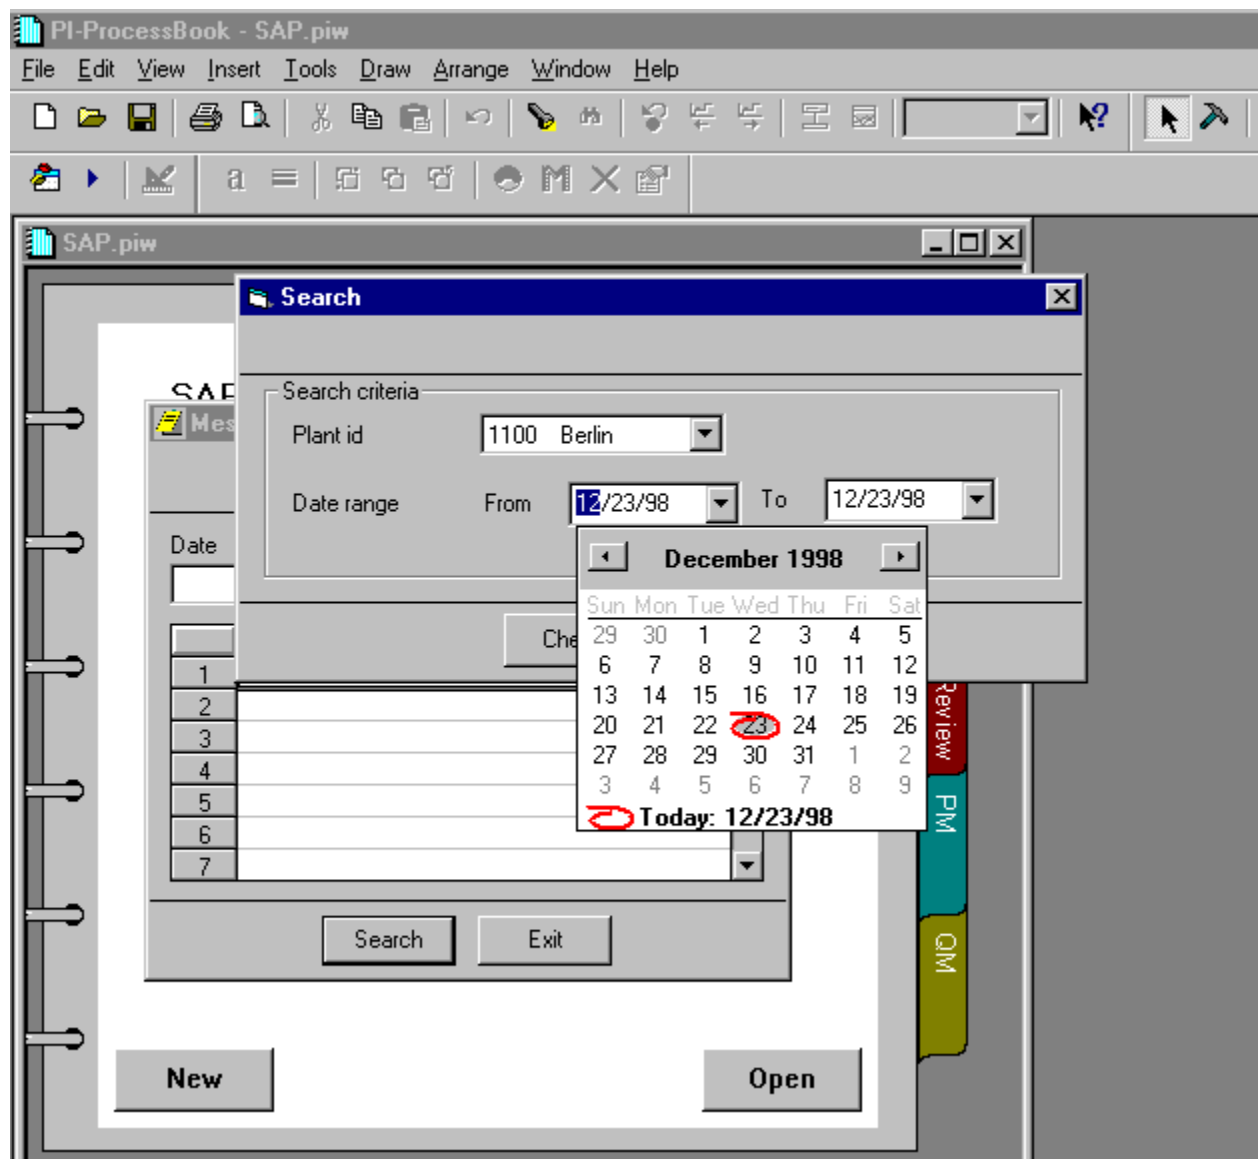 PI-ProcessBook - SAP.piw
File Edit View Insert Tools Draw Arrange Window Help
a
SAP.piw
Search
SAP
Search criteria
Mes
Plant id 1100 Berlin
Date range From 12/23/98 To 12/23/98
Date
December 1998
Sun Mon Tue Wed Thu Fri Sat
Che
29 30 1 2 3 4 5
6 7 8 9 10 11 12
13 14 15 16 17 18 19
20 21 22 23 24 25 26
27 28 29 30 31 1 2
3 4 5 6 7 8 9
Today: 12/23/98
1
2
3
4
5
6
7
Review
PM
QM
Search Exit
New Open